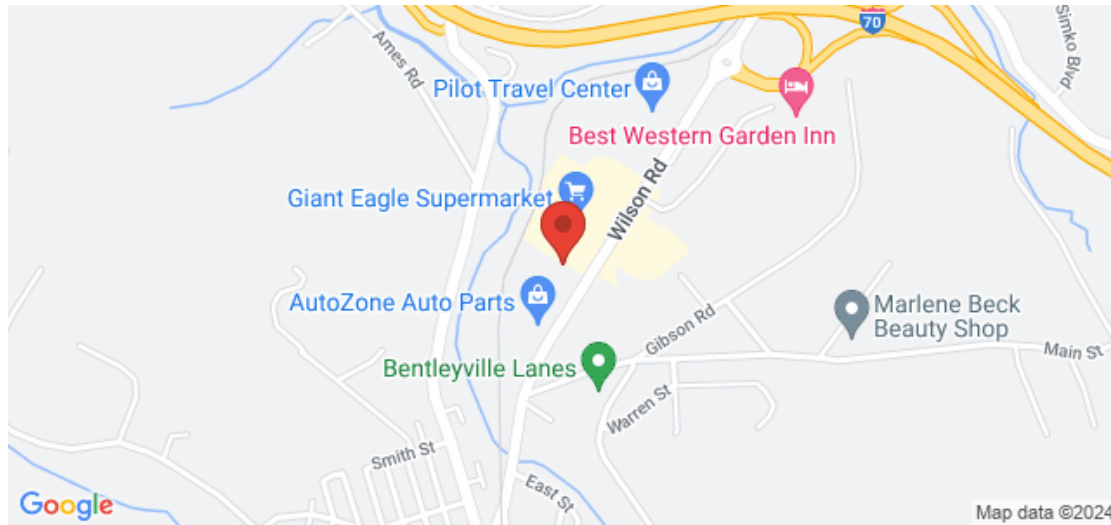 70
Simko Blvd
Ames Rd
Pilot Travel Center
Best Western Garden Inn
Giant Eagle Supermarket
Wilson Rd
AutoZone Auto Parts
Marlene Beck
Beauty Shop
Gibson Rd
Main St
Bentleyville Lanes
Warren St
Smith St
East St
Google
Map data ©2024